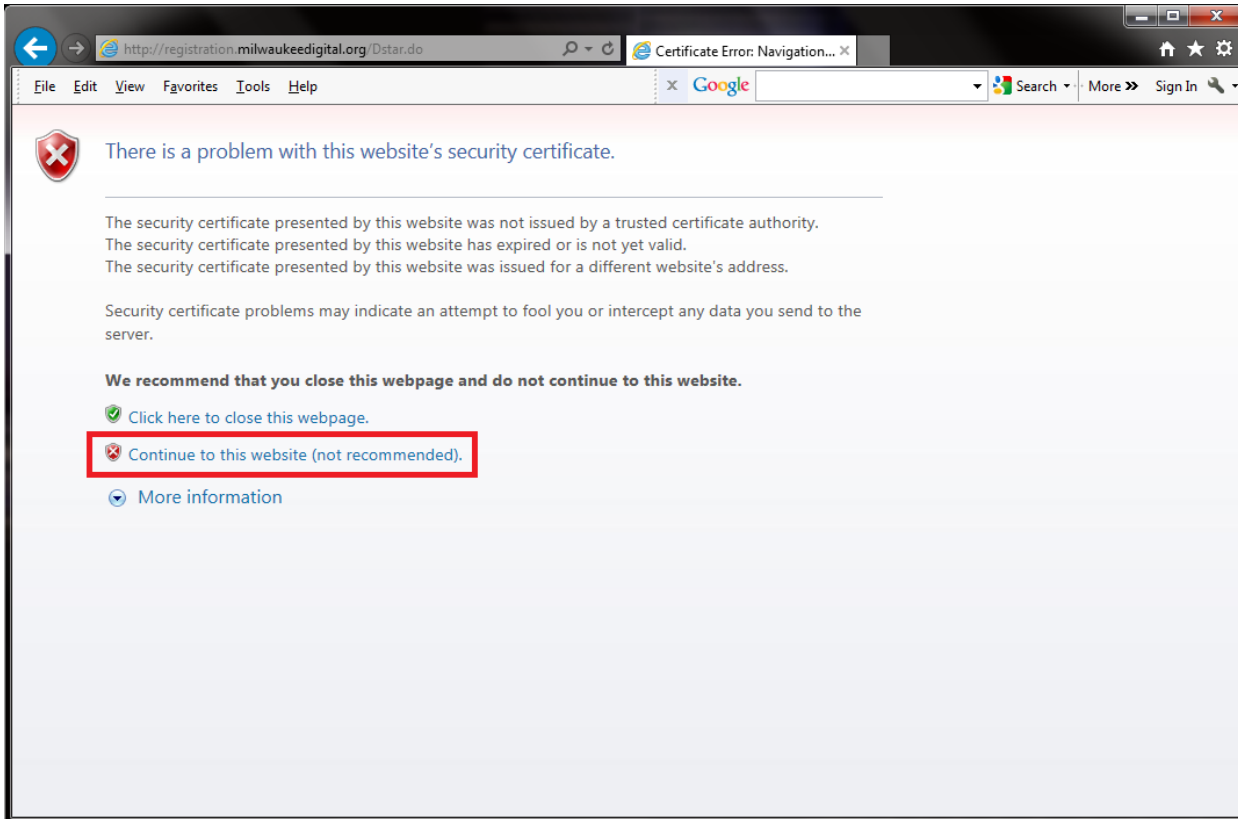 http://registration.milwaukeedigital.org/Dstar.do
Certificate Error: Navigation...
File Edit View Favorites Tools Help
x Google
Search
More »
Sign In
There is a problem with this website's security certificate.
The security certificate presented by this website was not issued by a trusted certificate authority.
The security certificate presented by this website has expired or is not yet valid.
The security certificate presented by this website was issued for a different website's address.
Security certificate problems may indicate an attempt to fool you or intercept any data you send to the
server.
We recommend that you close this webpage and do not continue to this website.
Click here to close this webpage.
Continue to this website (not recommended).
More information